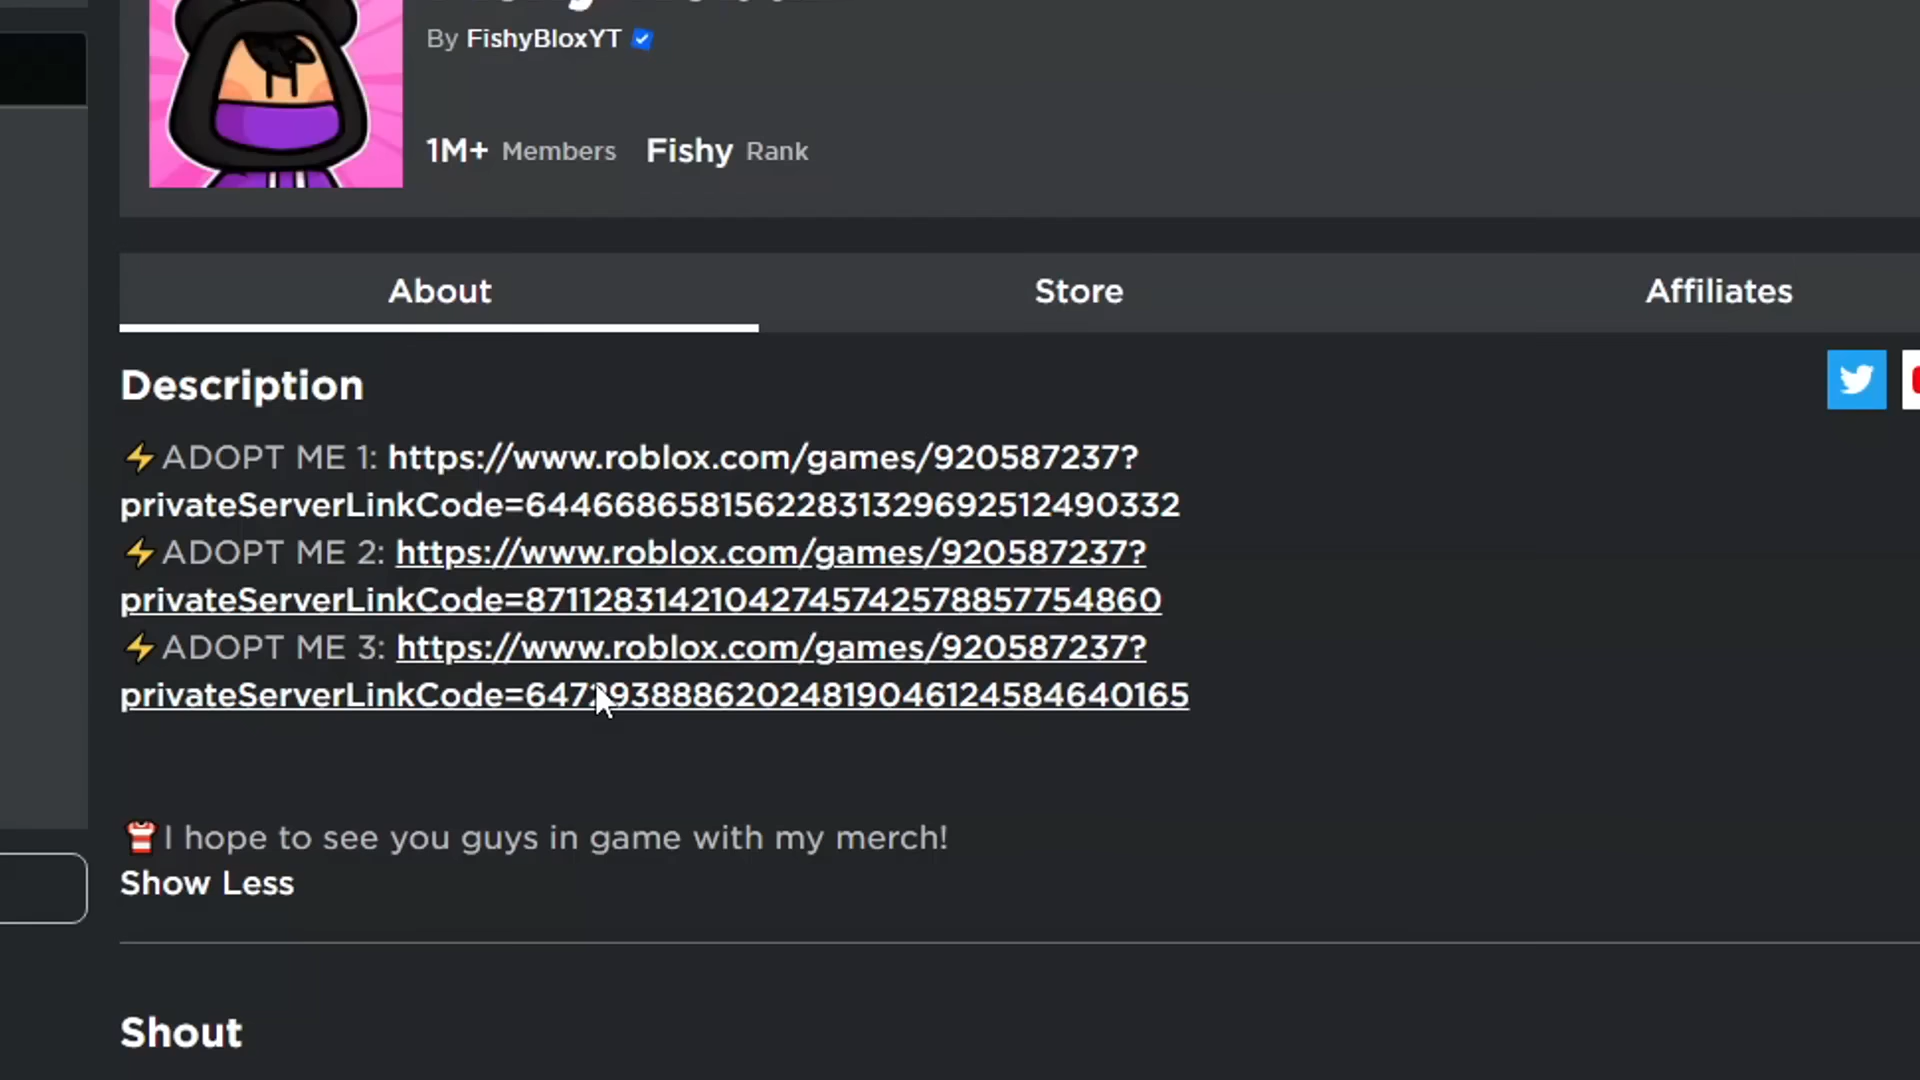 By FishyBloxYT
1M+ Members Fishy Rank
About Store Affiliates
Description
⚡ADOPT ME 1: https://www.roblox.com/games/920587237?
privateServerLinkCode=64466865815622831329692512490332
⚡ADOPT ME 2: https://www.roblox.com/games/920587237?
privateServerLinkCode=87112831421042745742578857754860
⚡ADOPT ME 3: https://www.roblox.com/games/920587237?
privateServerLinkCode=64729388862024819046124584640165
I hope to see you guys in game with my merch!
Show Less
Shout